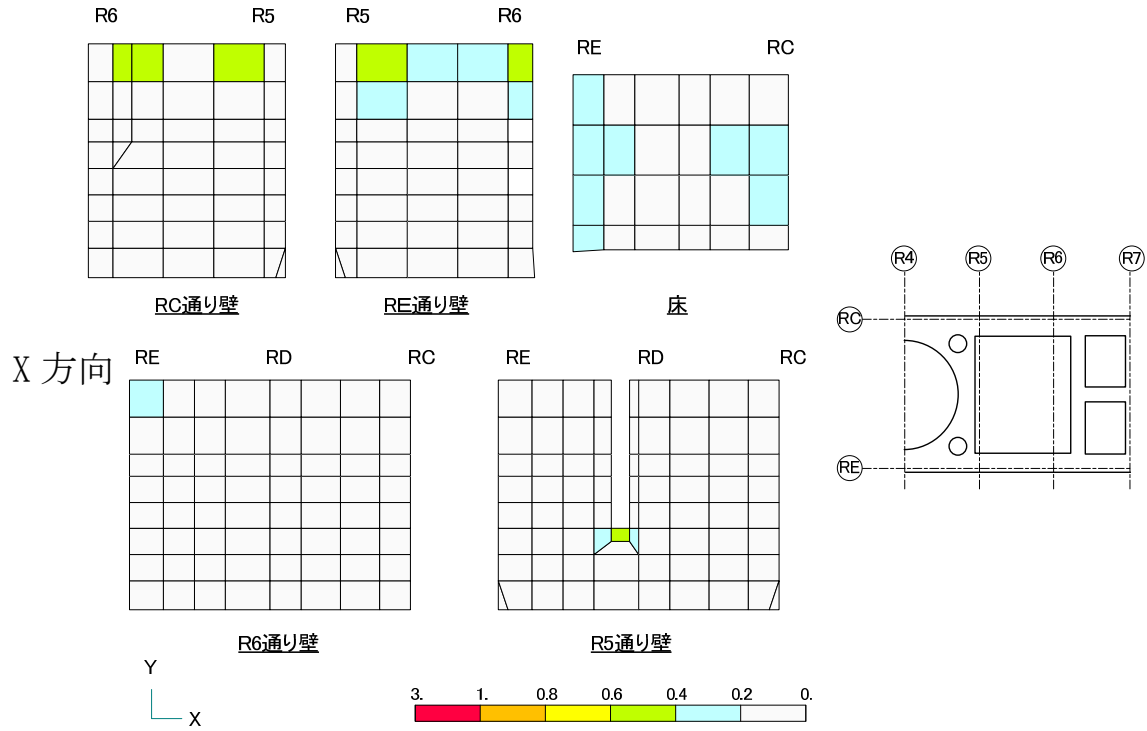 R6 R5
R5 R6
RE RC
RC通り壁
RE通り壁
床
R4 R5 R6 R7
RC
RE
X 方向
RE RD RC
RE RD RC
R6通り壁
R5通り壁
Y
X
3. 1. 0.8 0.6 0.4 0.2 0.